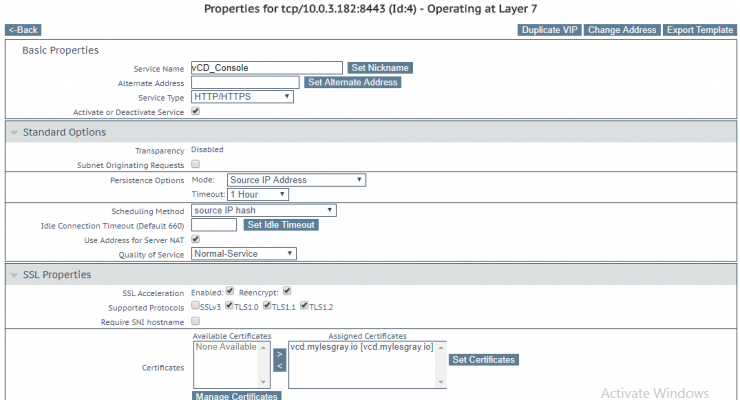 Properties for tcp/10.0.3.182:8443 (Id:4) - Operating at Layer 7
<-Back Duplicate VIP Change Address Export Template
Basic Properties
Service Name vCD_Console Set Nickname
Alternate Address Set Alternate Address
Service Type HTTP/HTTPS
Activate or Deactivate Service
Standard Options
Transparency Disabled
Subnet Originating Requests
Persistence Options Mode: Source IP Address
Timeout: 1 Hour
Scheduling Method source IP hash
Idle Connection Timeout (Default 660) Set Idle Timeout
Use Address for Server NAT
Quality of Service Normal-Service
SSL Properties
SSL Acceleration Enabled: Reencrypt:
Supported Protocols SSLv3 TLS1.0 TLS1.1 TLS1.2
Require SNI hostname
Available Certificates Assigned Certificates
None Available > vcd.mylesgray.io [vcd.mylesgray.io]
Certificates < Set Certificates
Manage Certificates
Activate Windows